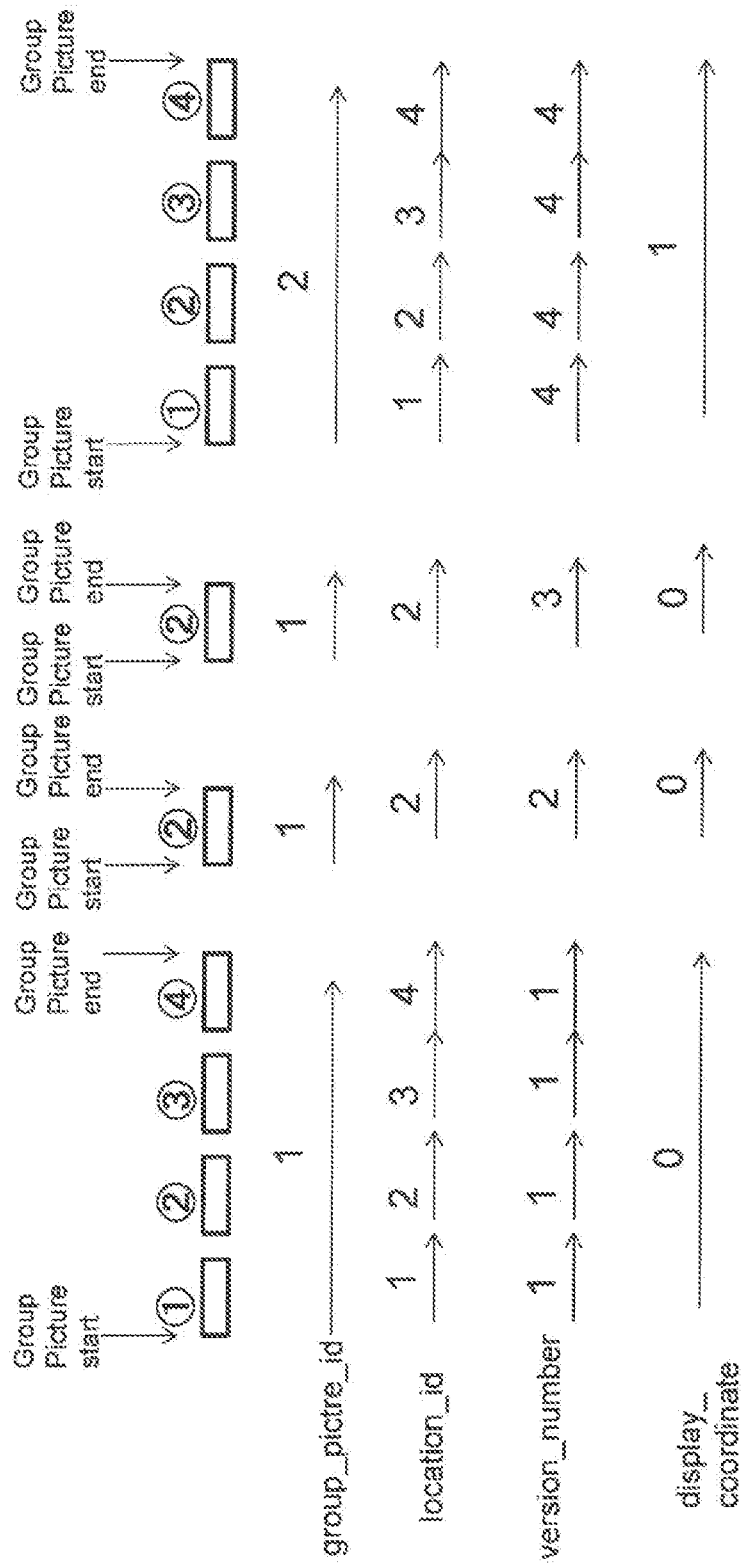 Group
Picture
start
Group
Picture
end
Group
Picture
start
Group
Picture
end
Group
Picture
start
Group
Picture
end
Group
Picture
start
Group
Picture
end
① ② ③ ④ ② ② ① ② ③ ④
group_pictre_id 1 1 1 2
location_id 1 2 3 4 2 2 1 2 3 4
version_number 1 1 1 1 2 3 4 4 4 4
display_ 0 0 0 1
coordinate